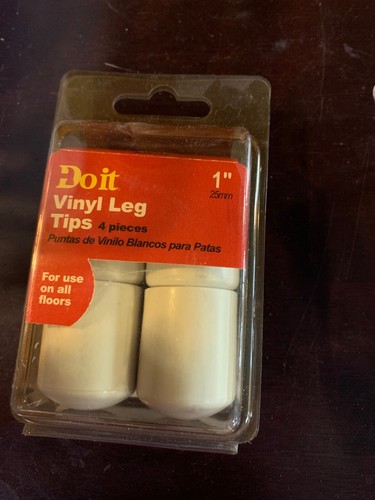 Do it
1"
25mm
Vinyl Leg
Tips 4 pieces
Puntas de Vinilo Blancos para Patas
For use
on all
floors